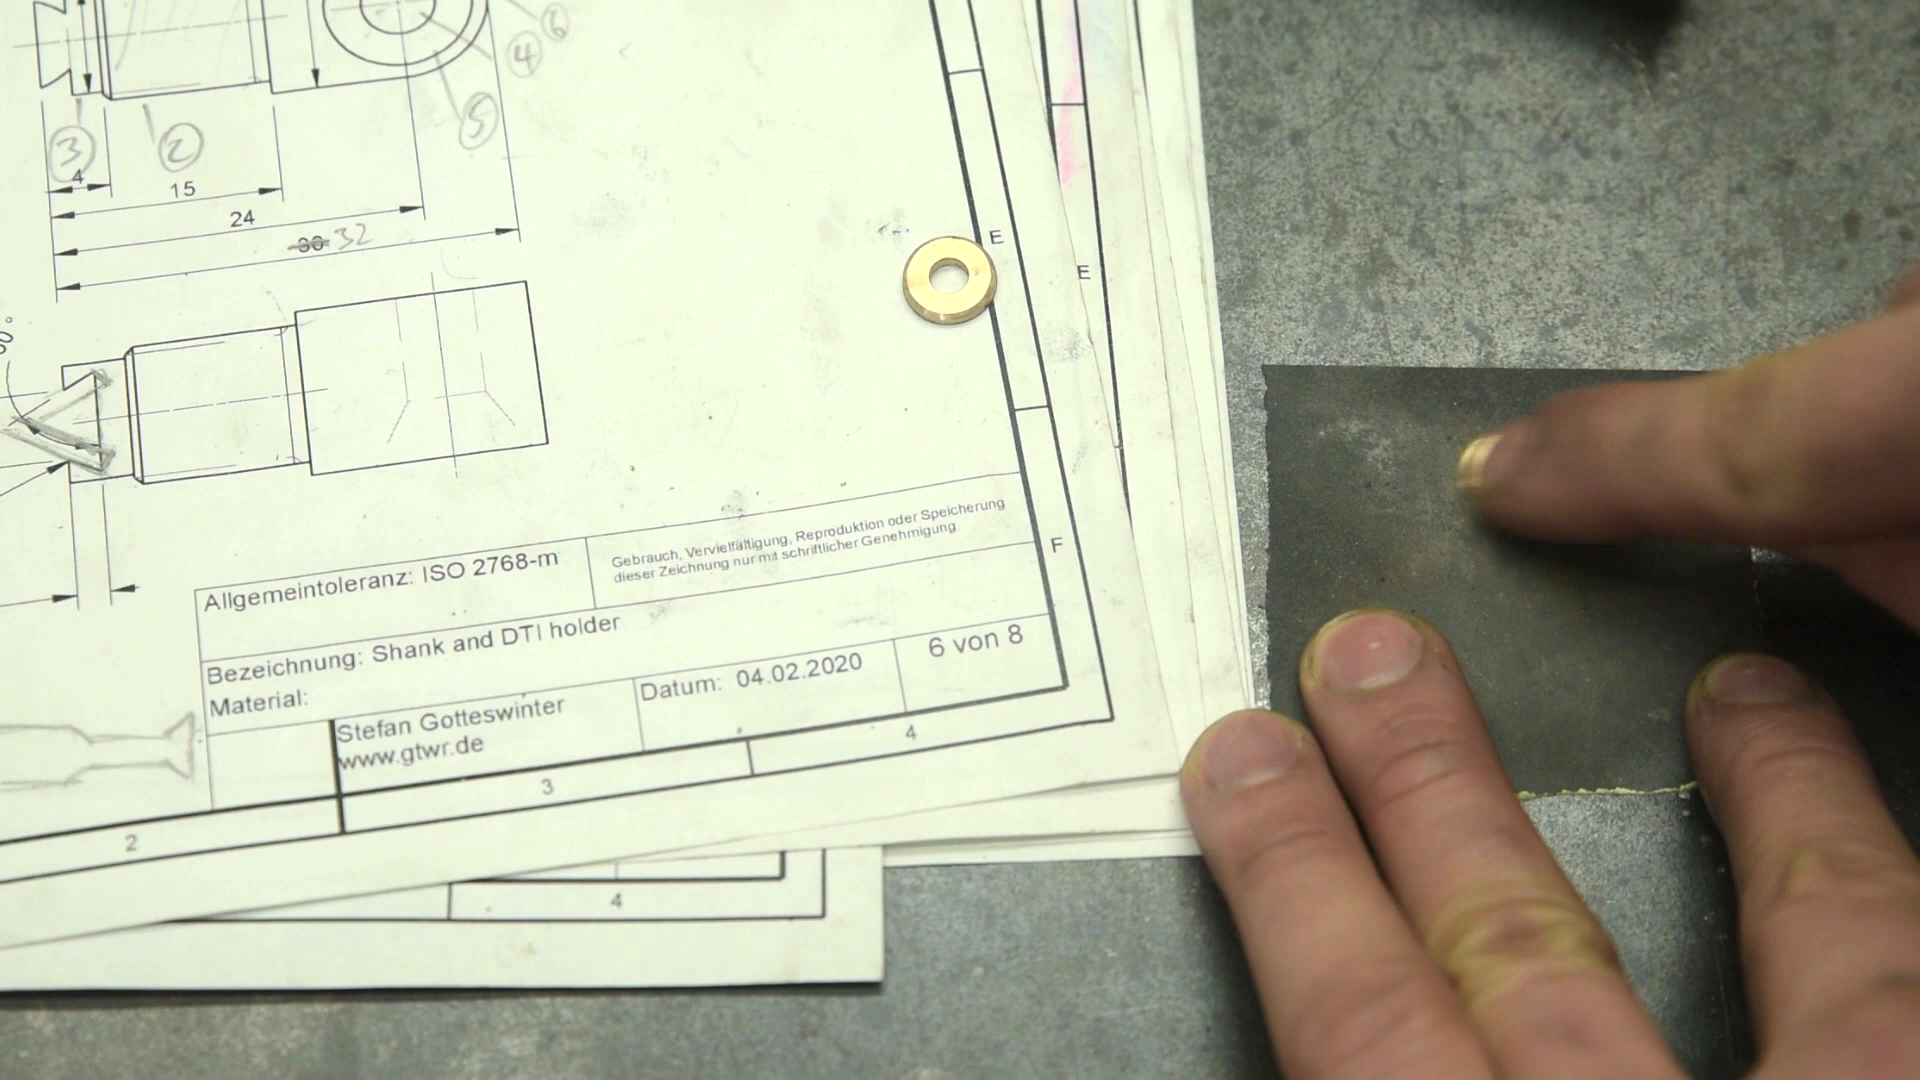 6
4
5
3
2
4
15
24
30 32
E
E
Allgemeintoleranz: ISO 2768-m
Gebrauch, Vervielfältigung, Reproduktion oder Speicherung
dieser Zeichnung nur mit schriftlicher Genehmigung
F
Bezeichnung: Shank and DTI holder
Material:
Stefan Gotteswinter
www.gtwr.de
Datum: 04.02.2020
6 von 8
2
3
4
4